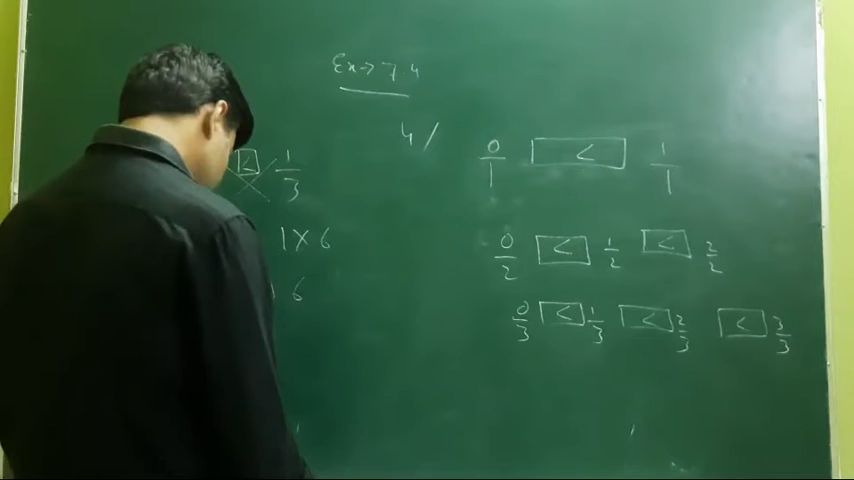 Ex → 7.4
4/
0/1 < 1/1
0/2 < 1/2 < 2/2
0/3 < 1/3 < 2/3 < 3/3
1/3
1×6
6